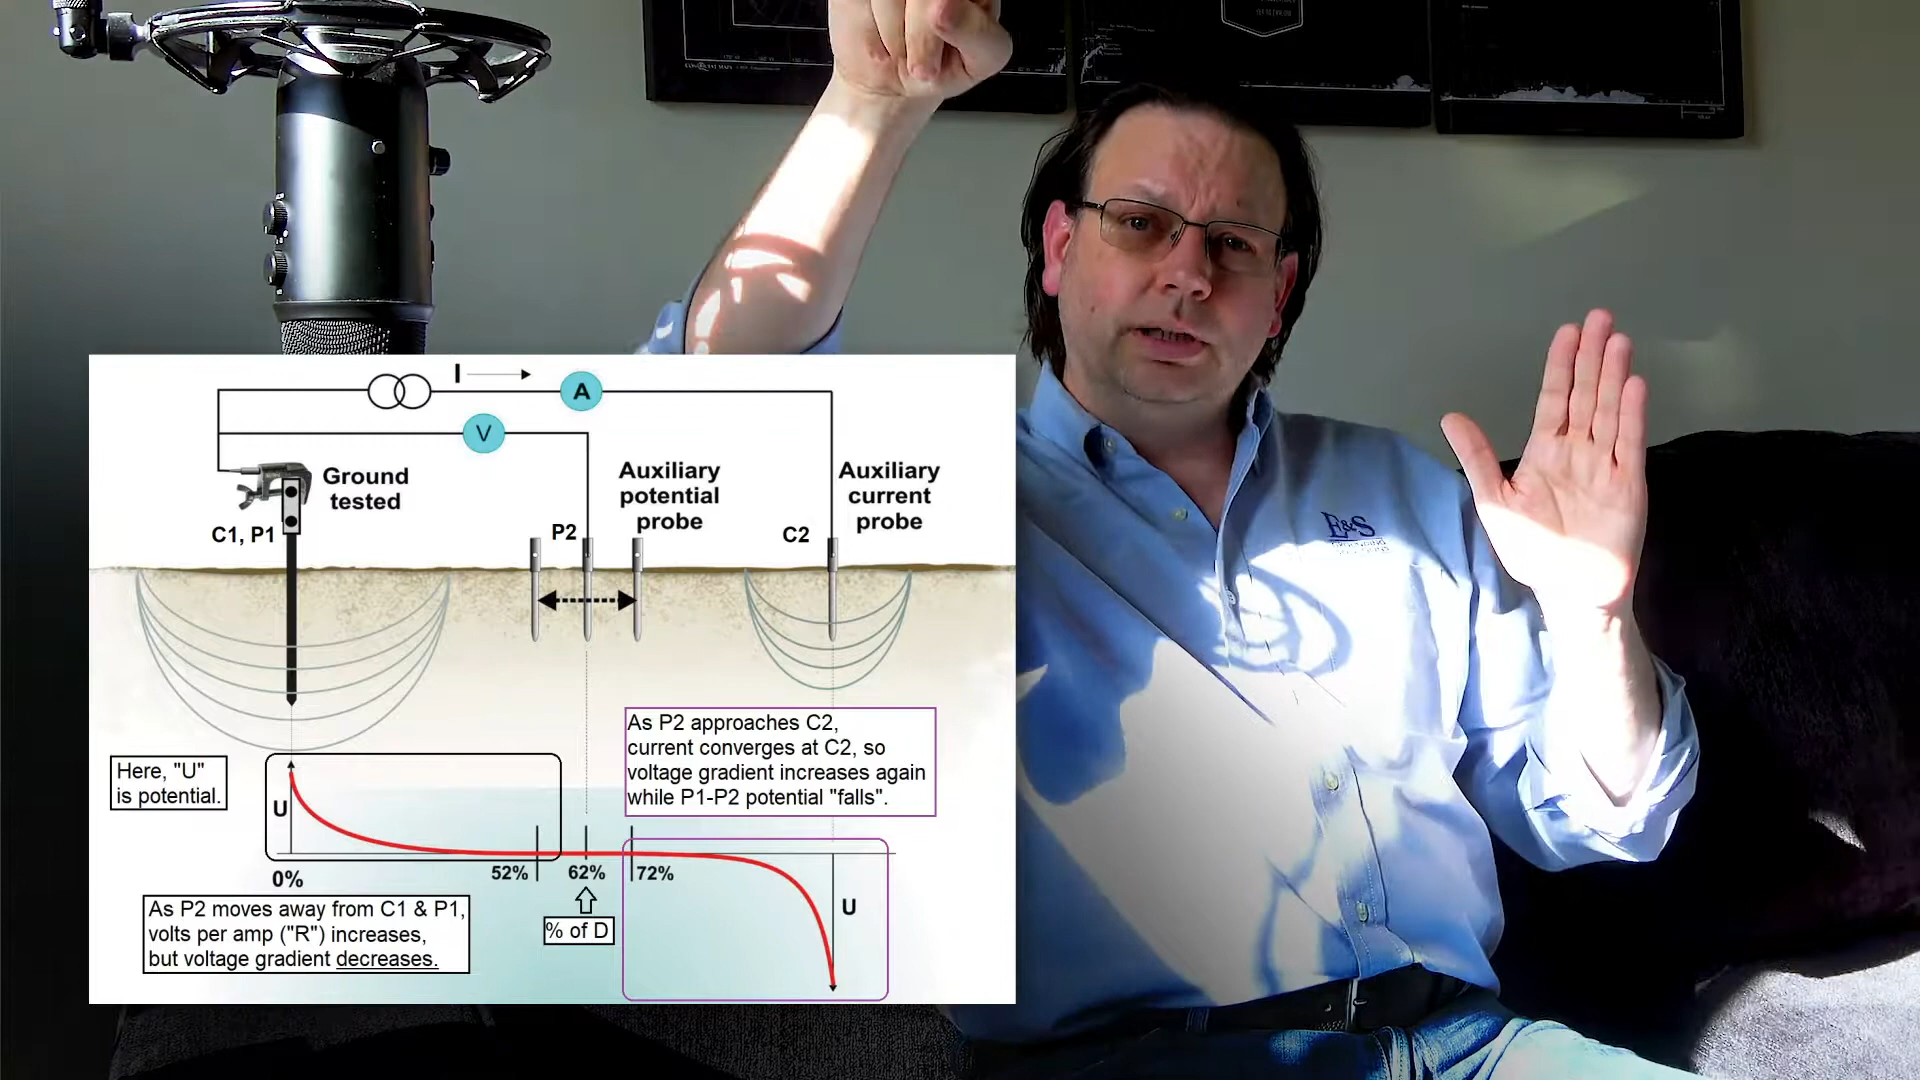 I
A
V
Ground
tested
Auxiliary
potential
probe
Auxiliary
current
probe
C1, P1
P2
C2
As P2 approaches C2,
current converges at C2, so
voltage gradient increases again
while P1-P2 potential "falls".
Here, "U"
is potential.
U
0%
52%
62%
72%
As P2 moves away from C1 & P1,
volts per amp ("R") increases,
but voltage gradient decreases.
% of D
U
E&S